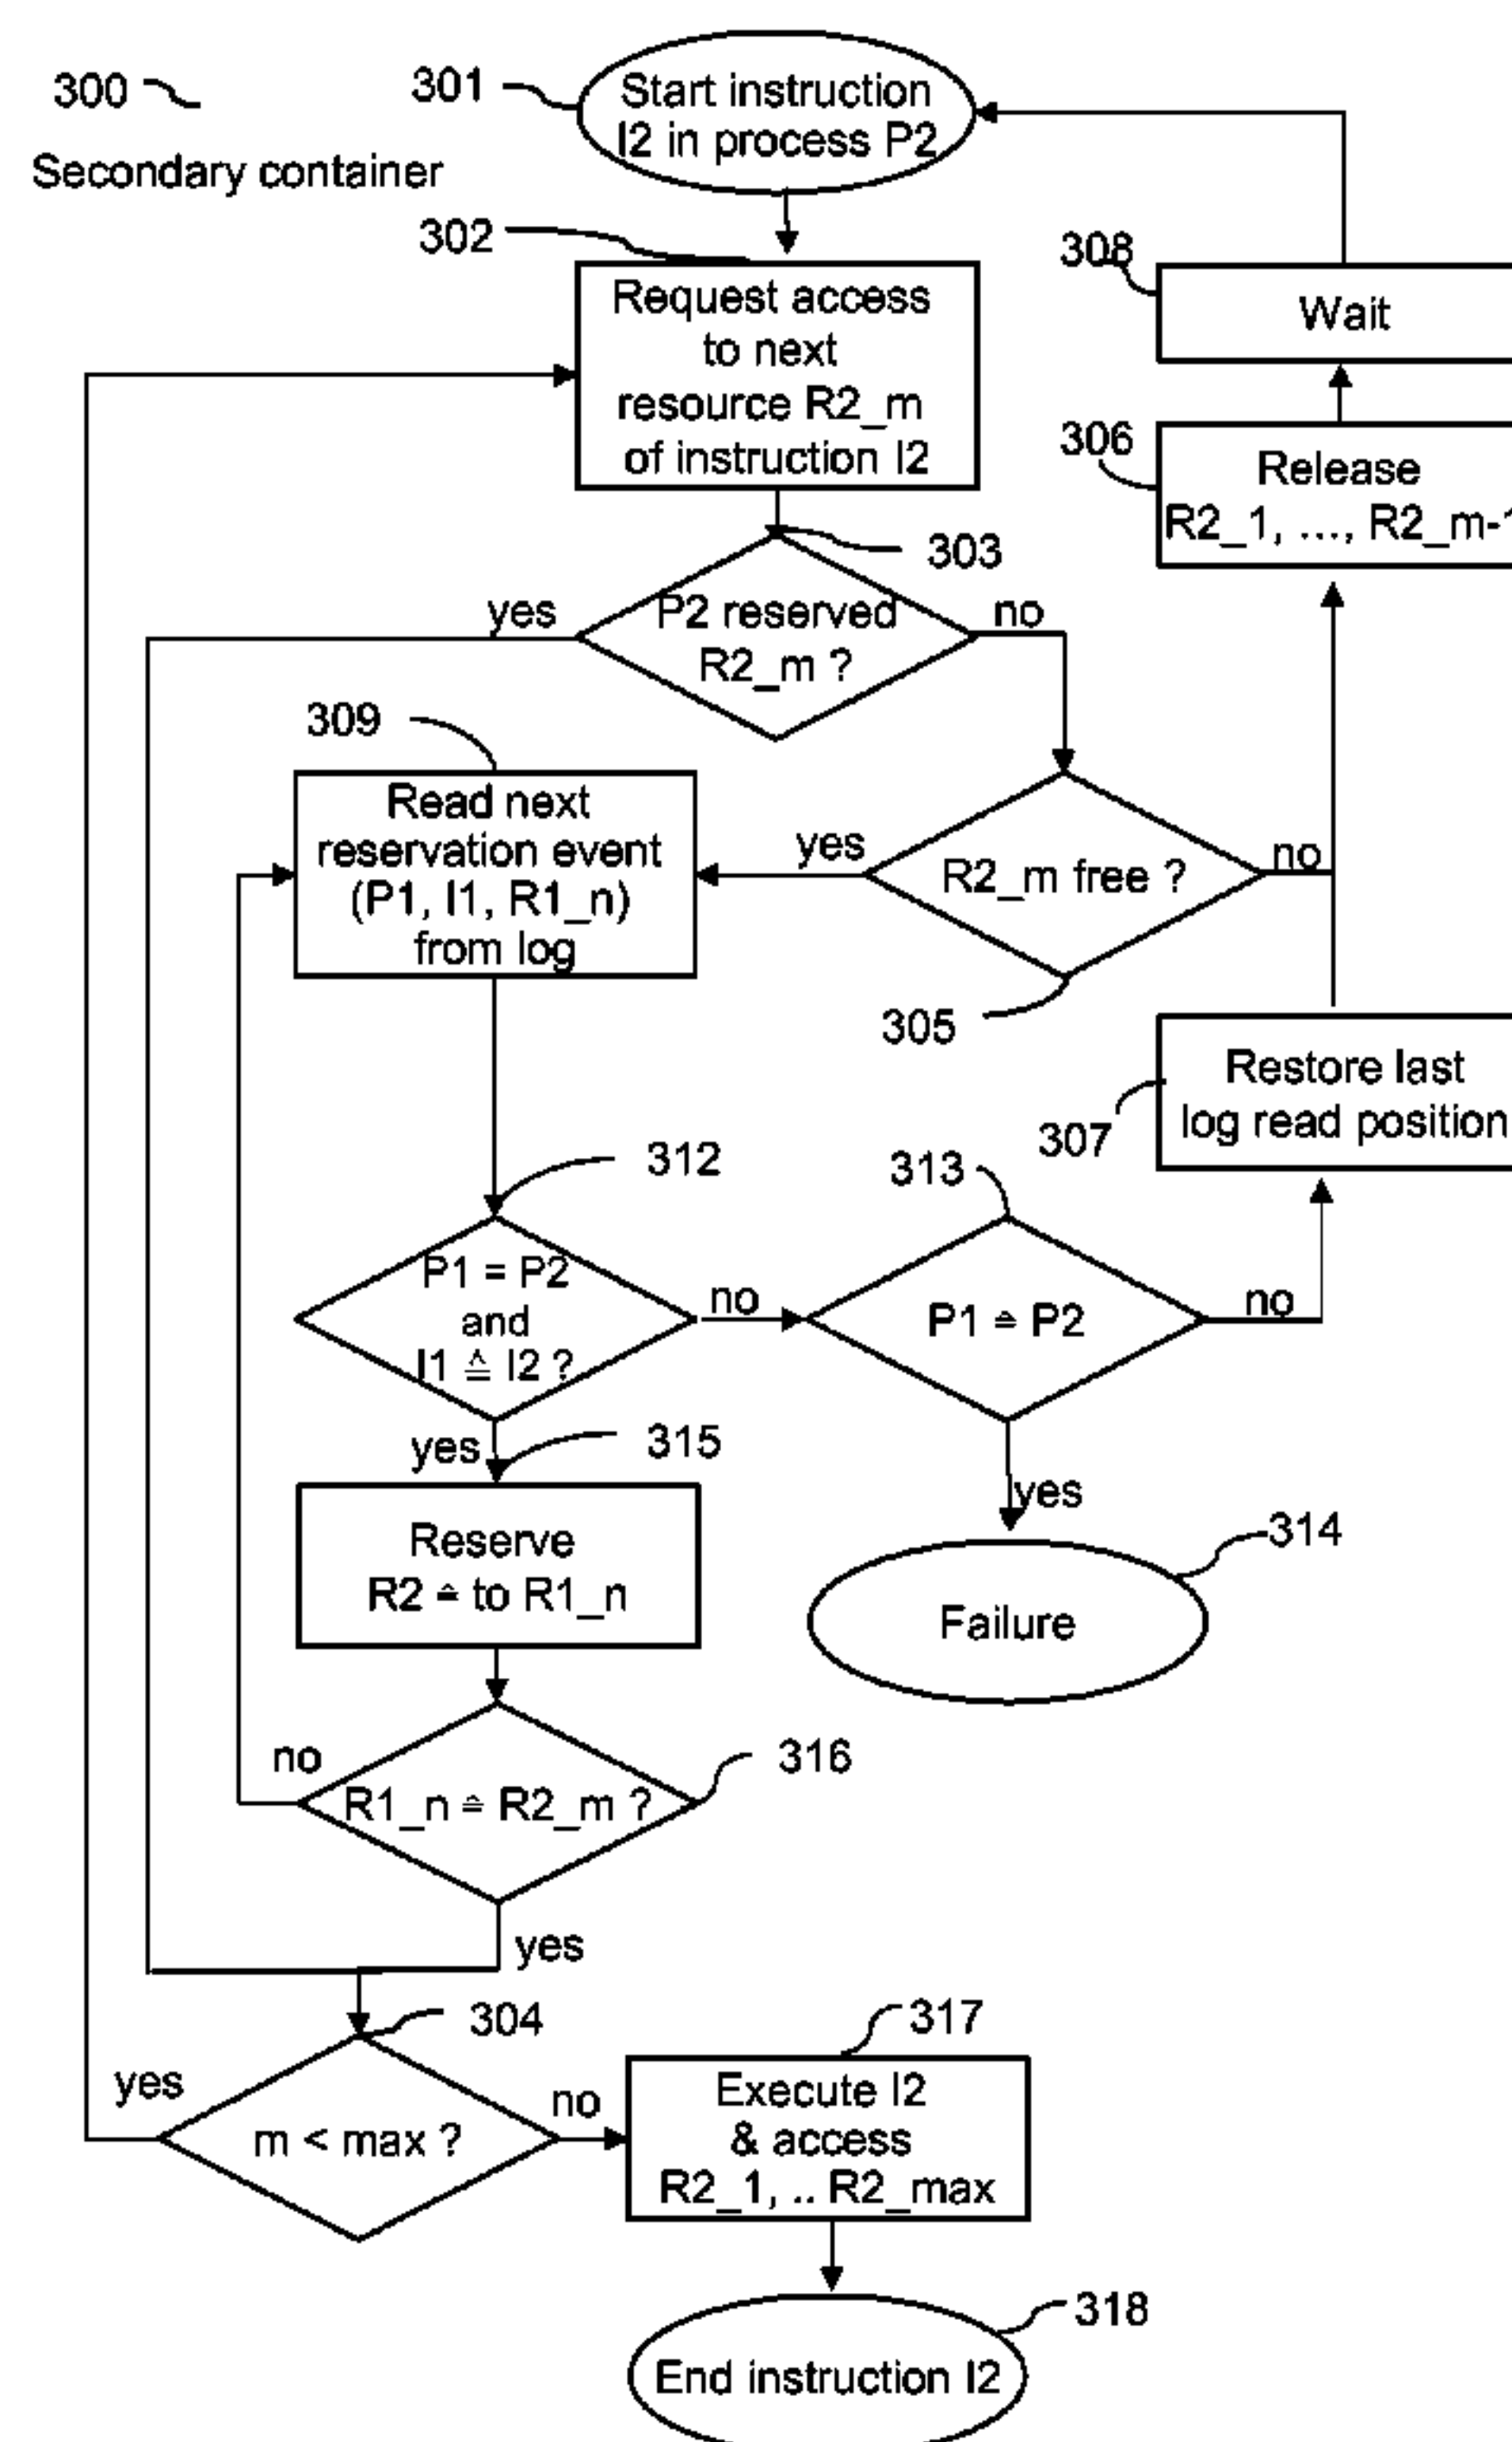 300
301
Start instruction
I2 in process P2
Secondary container
302
Request access
to next
resource R2_m
of instruction I2
308
Wait
306
Release
R2_1, ..., R2_m-1
303
yes
P2 reserved
R2_m ?
no
309
Read next
reservation event
(P1, I1, R1_n)
from log
yes
R2_m free ?
no
305
307
Restore last
log read position
312
P1 = P2
and
I1 ≙ I2 ?
no
313
P1 ≙ P2
no
yes
315
Reserve
R2 ≙ to R1_n
yes
314
Failure
no
R1_n ≙ R2_m ?
316
yes
304
yes
m < max ?
no
317
Execute I2
& access
R2_1, .. R2_max
318
End instruction I2